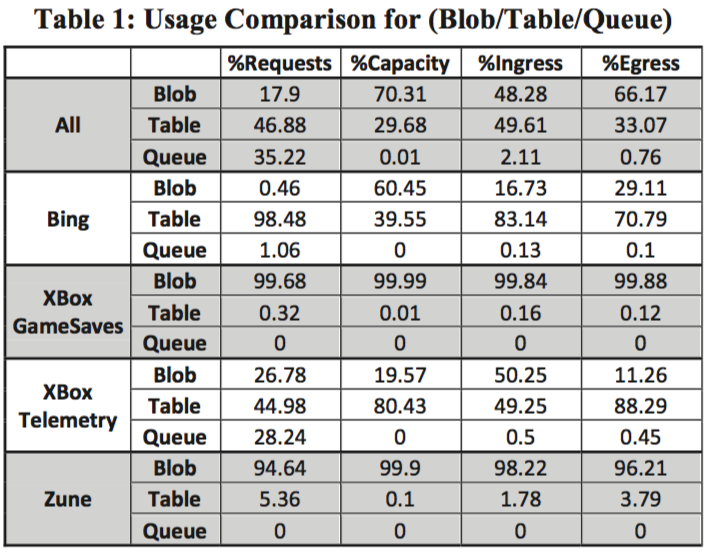 Table 1: Usage Comparison for (Blob/Table/Queue)
%Requests %Capacity %Ingress %Egress
All
Blob 17.9 70.31 48.28 66.17
Table 46.88 29.68 49.61 33.07
Queue 35.22 0.01 2.11 0.76
Bing
Blob 0.46 60.45 16.73 29.11
Table 98.48 39.55 83.14 70.79
Queue 1.06 0 0.13 0.1
XBox
GameSaves
Blob 99.68 99.99 99.84 99.88
Table 0.32 0.01 0.16 0.12
Queue 0 0 0 0
XBox
Telemetry
Blob 26.78 19.57 50.25 11.26
Table 44.98 80.43 49.25 88.29
Queue 28.24 0 0.5 0.45
Zune
Blob 94.64 99.9 98.22 96.21
Table 5.36 0.1 1.78 3.79
Queue 0 0 0 0